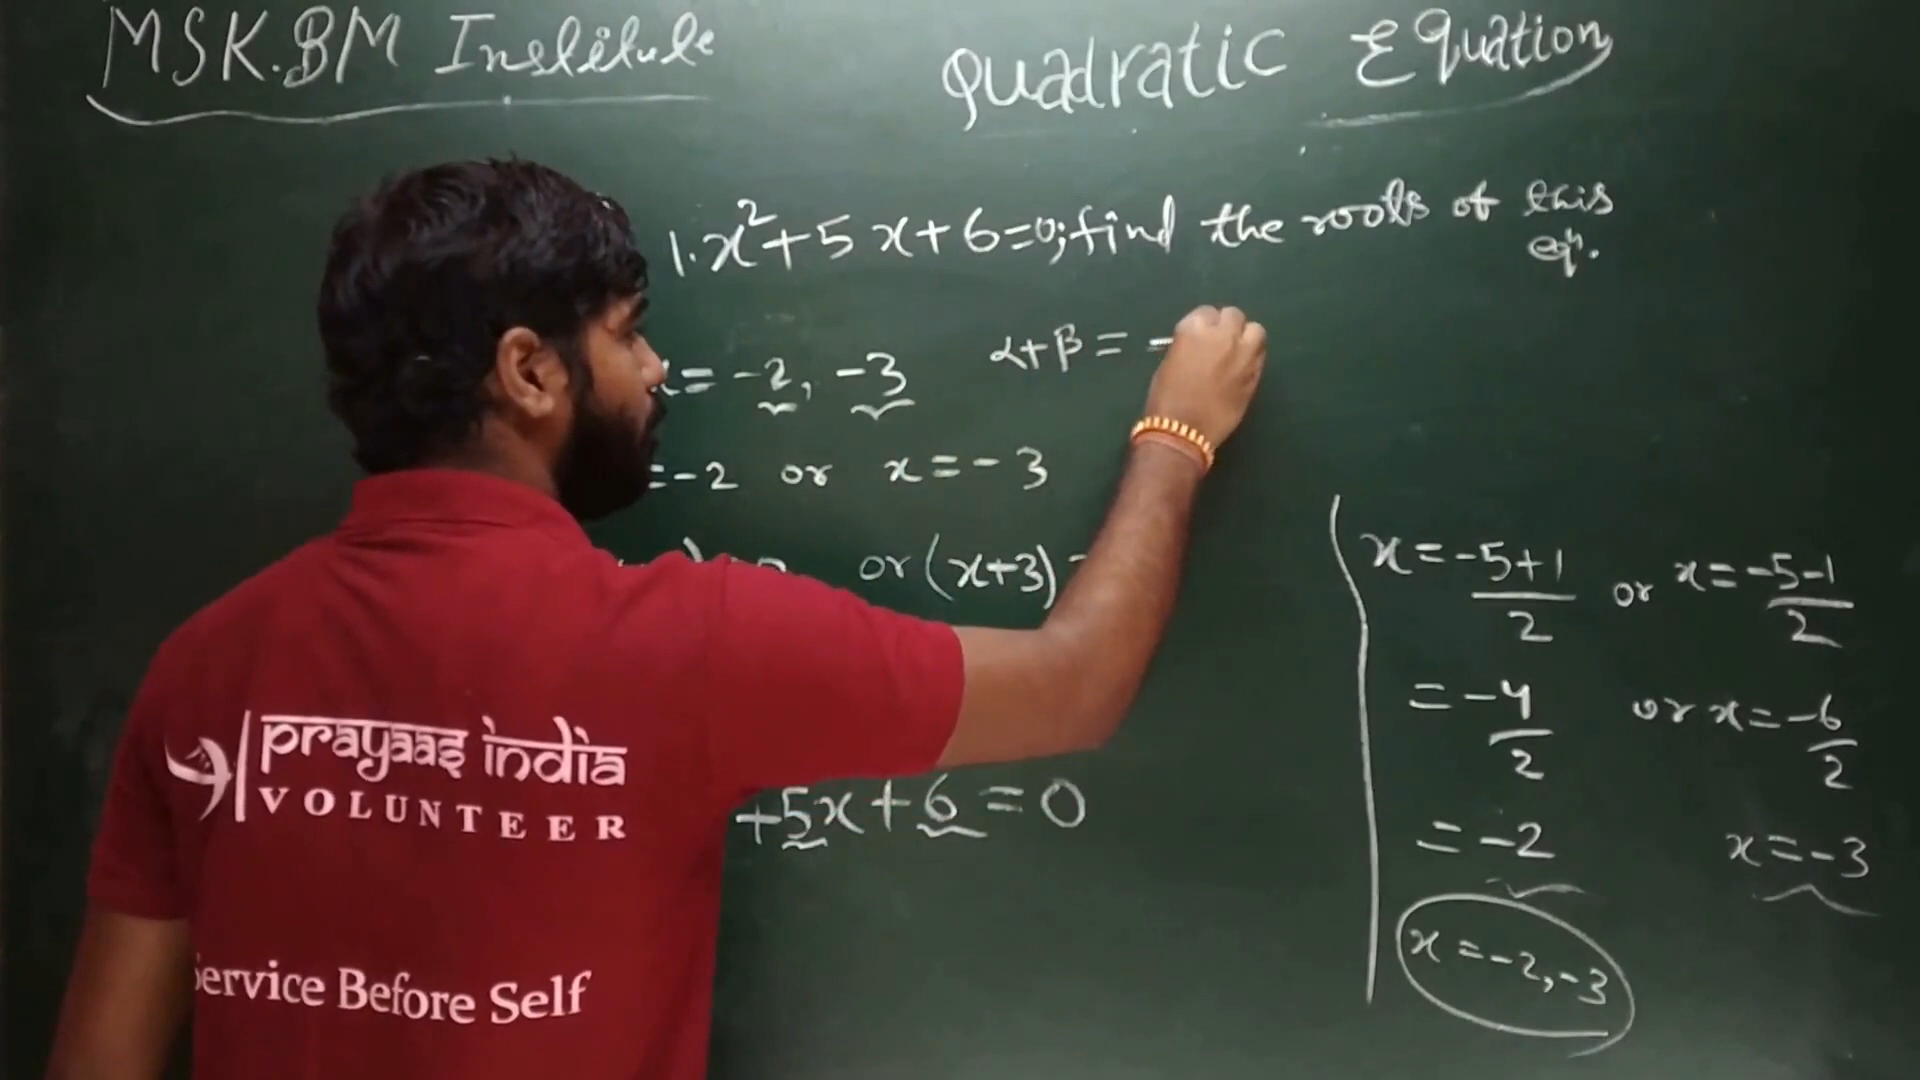 MSK.BM Institute
Quadratic Equation
1. x²+5x+6=0; find the roots of this eqⁿ.
x = -2, -3
α+β = -
=-2 or x=-3
or (x+3)
+5x+6=0
x=-5+1/2 or x=-5-1/2
= -4/2 or x=-6/2
= -2 x=-3
x=-2,-3
prayaas india
VOLUNTEER
Service Before Self